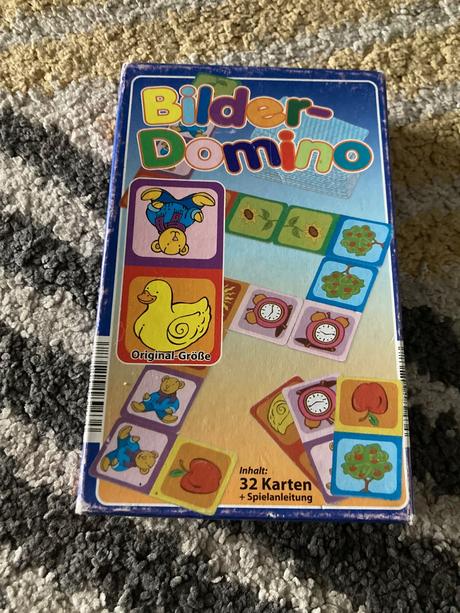 Bilder-
Domino
Original-Größe
Inhalt:
32 Karten
+ Spielanleitung